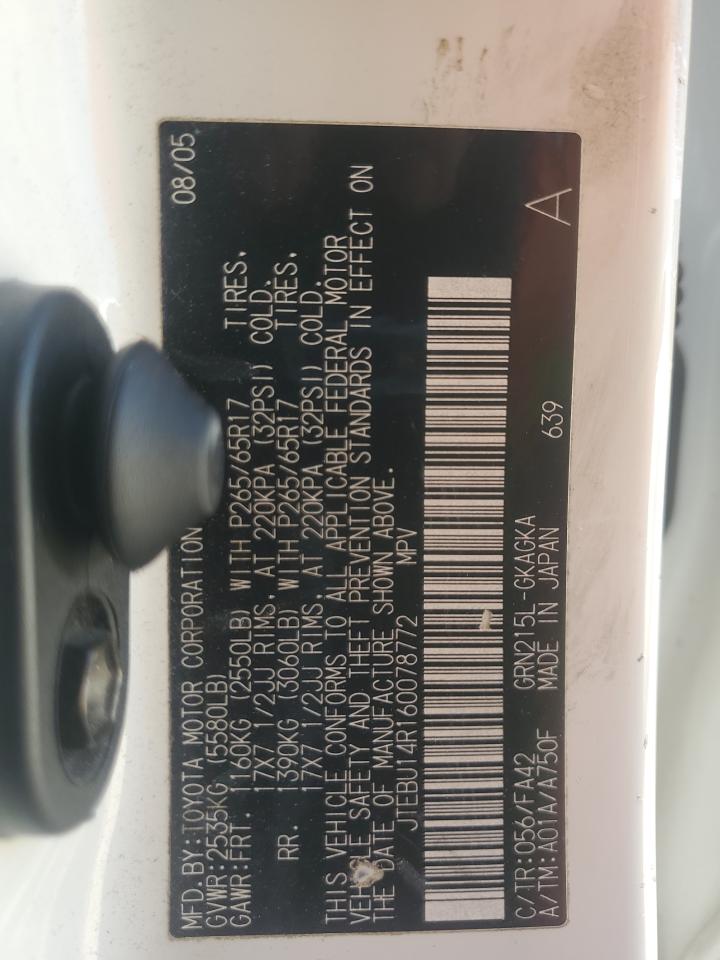 MFD.BY:TOYOTA MOTOR CORPORATION 08/05
GVWR:2535KG (5580LB)
GAWR:FRT. 1160KG (2550LB) WITH P265/65R17 TIRES,
17X7 1/2JJ RIMS, AT 220KPA (32PSI) COLD.
RR. 1390KG (3060LB) WITH P265/65R17 TIRES,
17X7 1/2JJ RIMS, AT 220KPA (32PSI) COLD.
THIS VEHICLE CONFORMS TO ALL APPLICABLE FEDERAL MOTOR
VEHICLE SAFETY AND THEFT PREVENTION STANDARDS IN EFFECT ON
THE DATE OF MANUFACTURE SHOWN ABOVE.
JTEBU14R160078772 MPV
C/TR:056/FA42 GRN215L-GKAGKA
A/TM:A01A/A750F MADE IN JAPAN 639 A